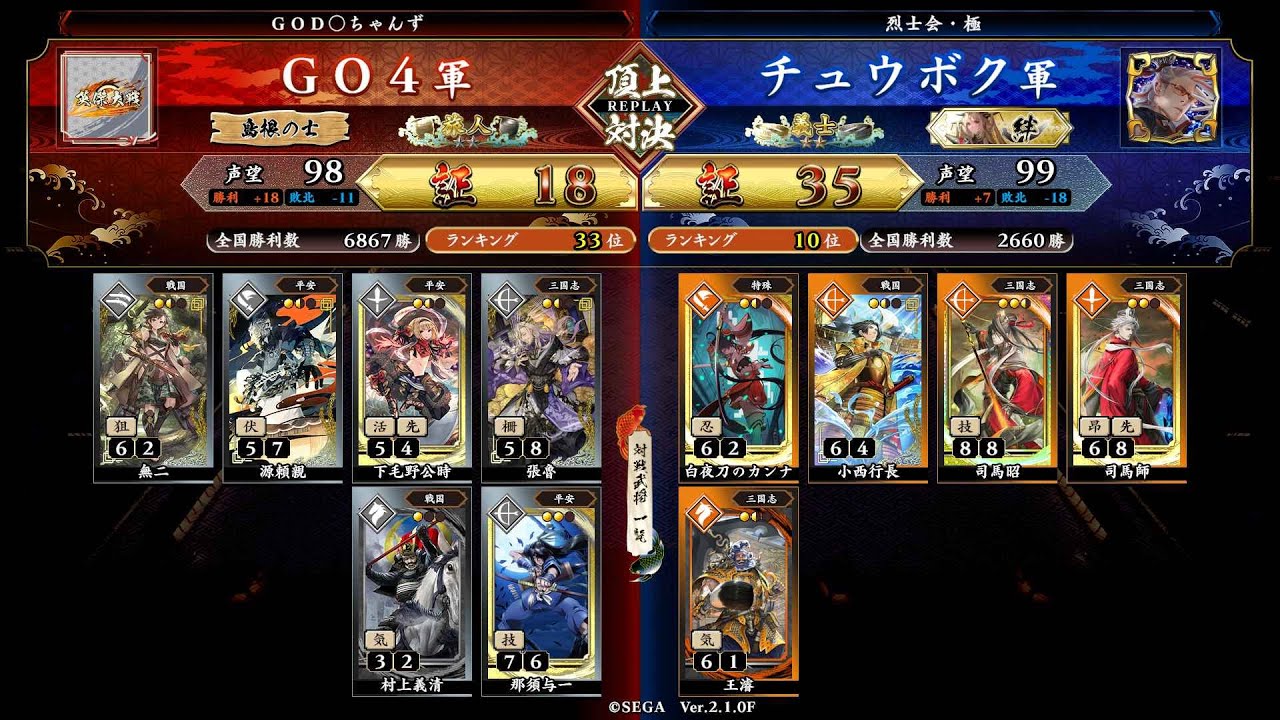 GOD〇ちゃんず
烈士会・極
GO4軍
頂上
REPLAY
対決
チュウボク軍
英傑大戦
島根の士
旅人
義士
絆
声望 98
勝利 +18 敗北 -11
証 18
証 35
声望 99
勝利 +7 敗北 -18
全国勝利数 6867勝
ランキング 33位
ランキング 10位
全国勝利数 2660勝
戦国
狙
6 2
無二
平安
伏
5 7
源頼親
平安
活 先
5 4
下毛野公時
三国志
柵
5 8
張魯
特殊
忍
6 2
白夜刀のカンナ
戦国
6 4
小西行長
三国志
技
8 8
司馬昭
三国志
昂 先
6 8
司馬師
対戦武将一覧
戦国
気
3 2
村上義清
平安
技
7 6
那須与一
三国志
気
6 1
王濬
©SEGA Ver.2.1.0F